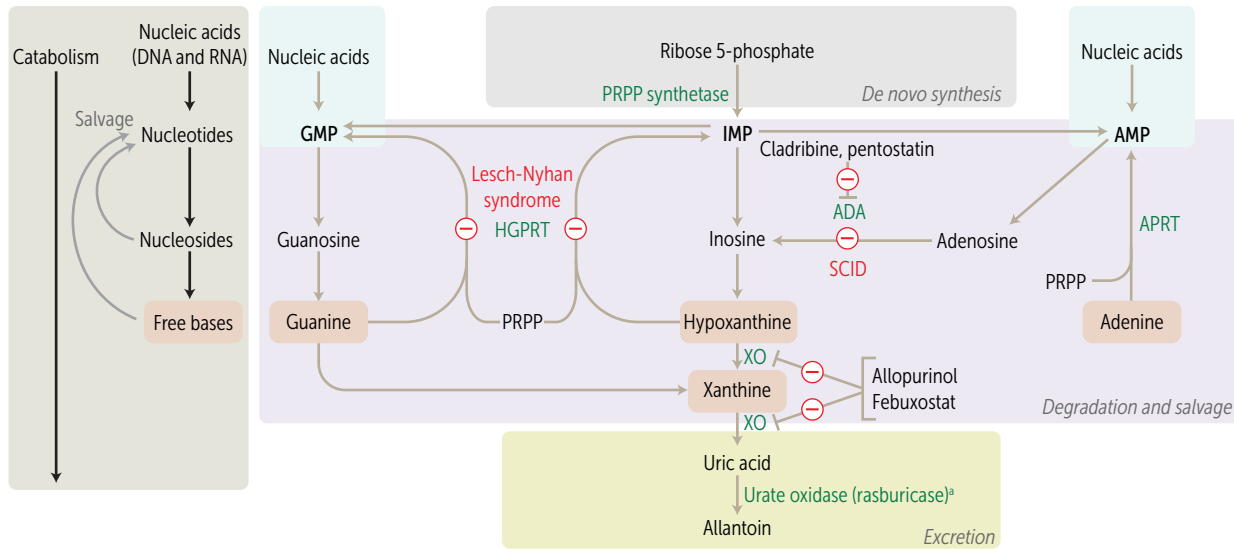 Catabolism
Nucleic acids
(DNA and RNA)
Salvage
Nucleotides
Nucleosides
Free bases
Nucleic acids
Ribose 5-phosphate
Nucleic acids
PRPP synthetase
De novo synthesis
GMP
IMP
AMP
Cladribine, pentostatin
Lesch-Nyhan
syndrome
HGPRT
ADA
APRT
Guanosine
Inosine
Adenosine
SCID
PRPP
Guanine
PRPP
Hypoxanthine
Adenine
XO
Xanthine
Allopurinol
Febuxostat
XO
Degradation and salvage
Uric acid
Urate oxidase (rasburicase)ᵃ
Allantoin
Excretion